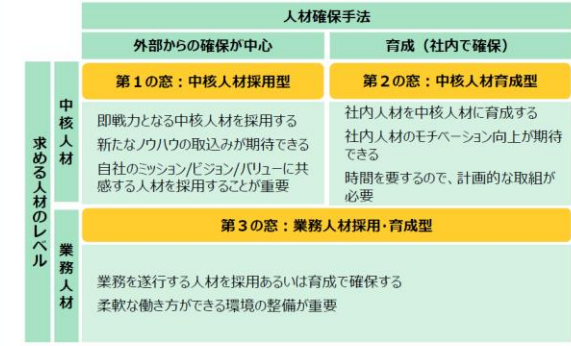 人材確保手法
外部からの確保が中心
育成（社内で確保）
求める人材のレベル
中核人材
第１の窓：中核人材採用型
即戦力となる中核人材を採用する
新たなノウハウの取込みが期待できる
自社のミッション/ビジョン/バリューに共
感する人材を採用することが重要
第２の窓：中核人材育成型
社内人材を中核人材に育成する
社内人材のモチベーション向上が期待
できる
時間を要するので、計画的な取組が
必要
業務人材
第３の窓：業務人材採用・育成型
業務を遂行する人材を採用あるいは育成で確保する
柔軟な働き方ができる環境の整備が重要